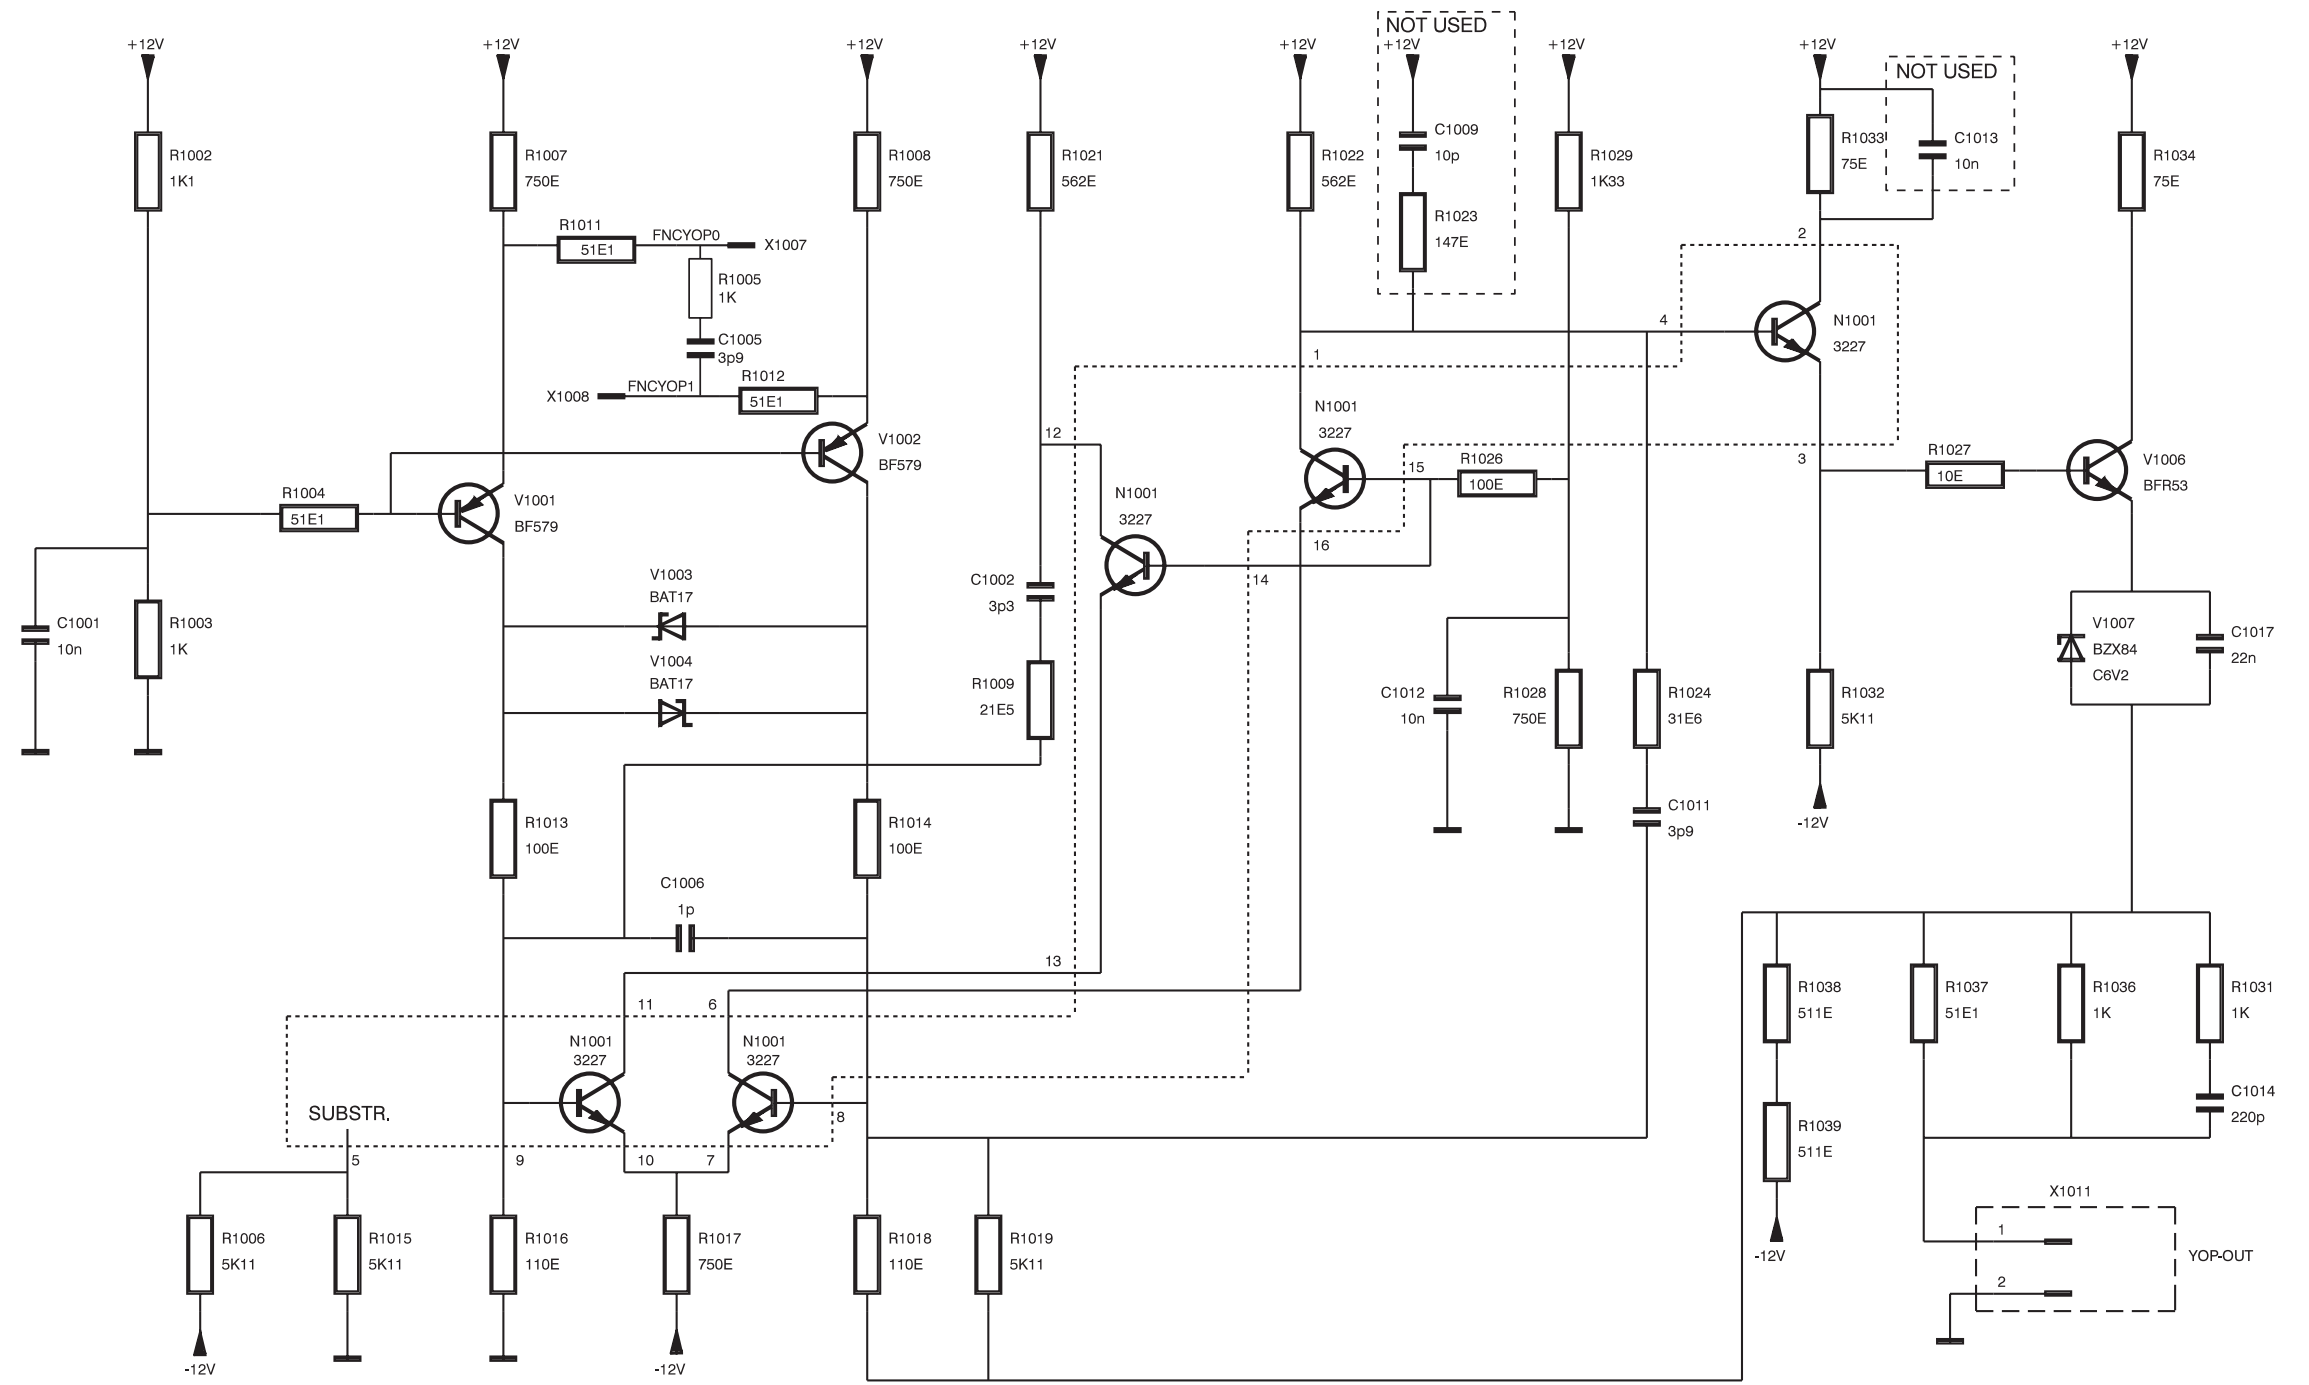 NOT USED
+12V
+12V
+12V
+12V
+12V
+12V
+12V
+12V
+12V
NOT USED
R1002
1K1
R1007
750E
R1008
750E
R1021
562E
R1022
562E
C1009
10p
R1029
1K33
R1033
75E
C1013
10n
R1034
75E
R1011
51E1
FNCYOP0
X1007
R1023
147E
2
R1005
1K
C1005
3p9
4
N1001
3227
1
X1008
FNCYOP1
R1012
51E1
V1002
BF579
12
N1001
3227
15
R1026
100E
3
R1027
10E
V1006
BFR53
R1004
51E1
V1001
BF579
N1001
3227
16
14
V1003
BAT17
C1002
3p3
C1001
10n
R1003
1K
V1007
BZX84
C6V2
C1017
22n
V1004
BAT17
R1009
21E5
C1012
10n
R1028
750E
R1024
31E6
R1032
5K11
R1013
100E
R1014
100E
C1011
3p9
-12V
C1006
1p
13
R1038
511E
R1037
51E1
R1036
1K
R1031
1K
11
6
N1001
3227
N1001
3227
SUBSTR.
8
C1014
220p
R1039
511E
5
9
10
7
X1011
R1006
5K11
R1015
5K11
R1016
110E
R1017
750E
R1018
110E
R1019
5K11
1
-12V
YOP-OUT
2
-12V
-12V